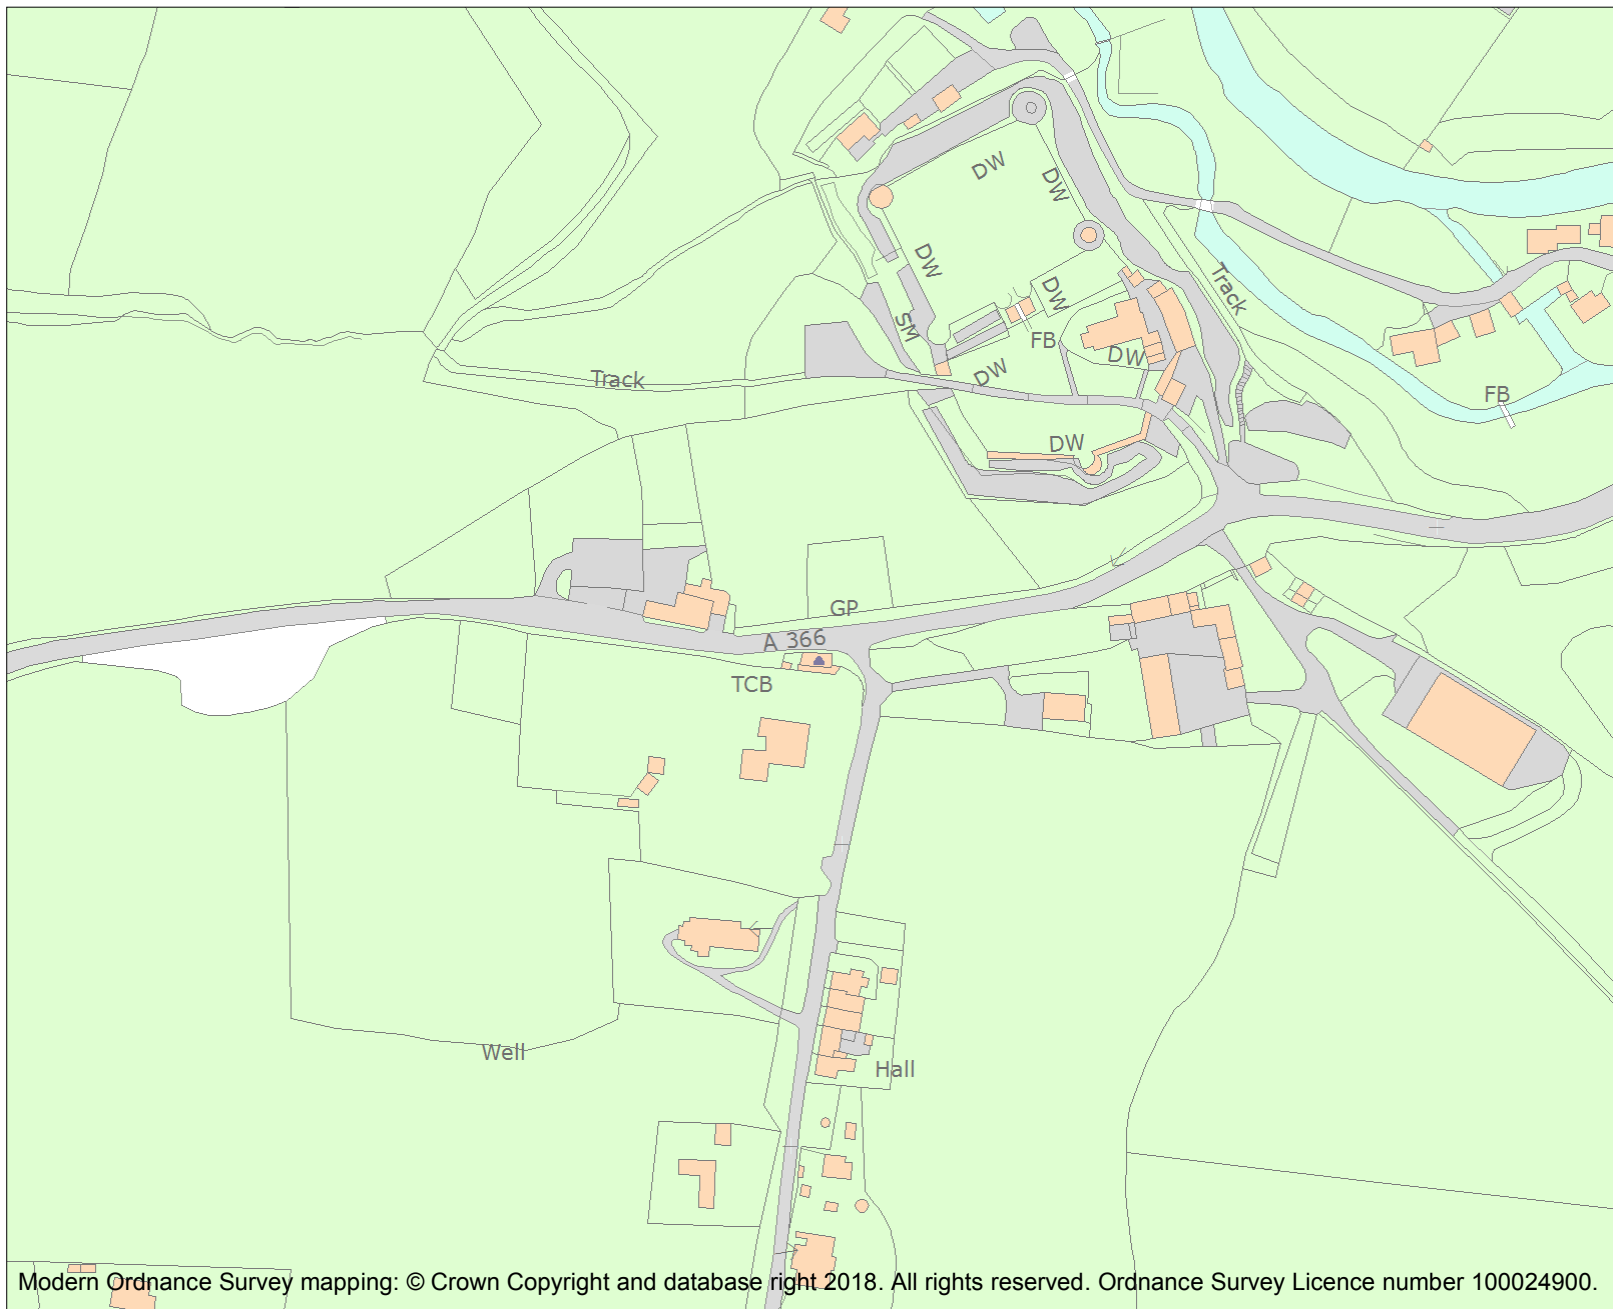 DW
DW
DW
Track
DW
SM
FB
DW
DW
Track
FB
DW
GP
A 366
TCB
Well
Hall
Modern Ordnance Survey mapping: © Crown Copyright and database right 2018. All rights reserved. Ordnance Survey Licence number 100024900.